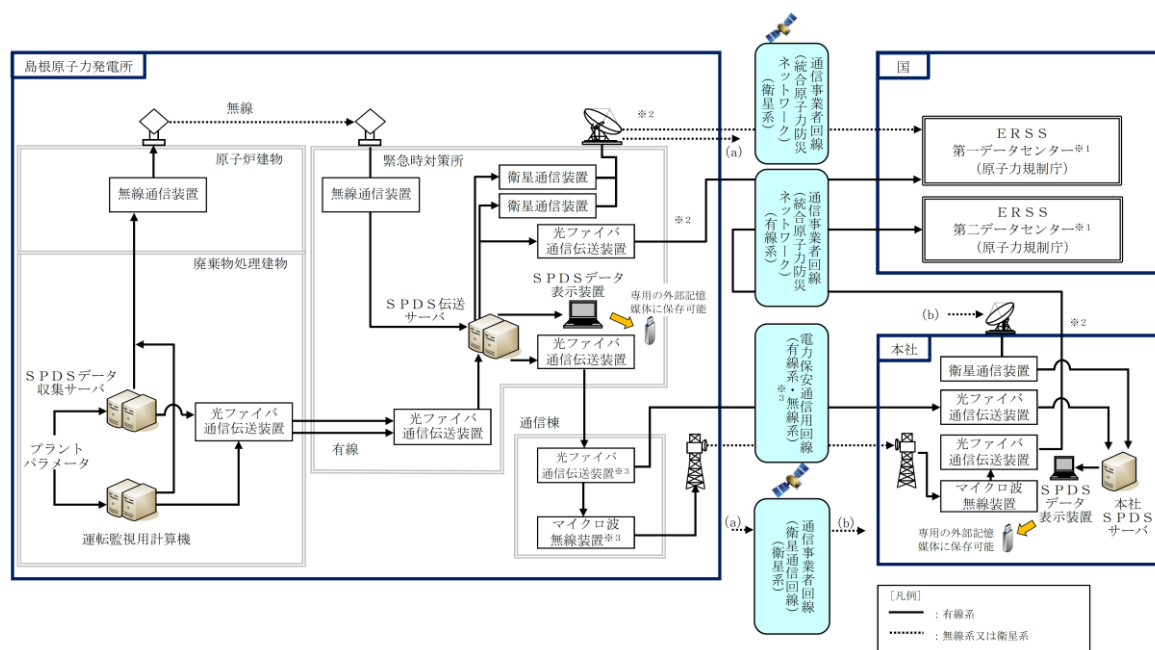 島根原子力発電所
無線
※2
原子炉建物
緊急時対策所
無線通信装置
無線通信装置
衛星通信装置
衛星通信装置
光ファイバ
通信伝送装置
※2
(a)
廃棄物処理建物
SPDS伝送
サーバ
SPDSデータ
表示装置
専用の外部記憶
媒体に保存可能
光ファイバ
通信伝送装置
SPDSデータ
収集サーバ
光ファイバ
通信伝送装置
有線
光ファイバ
通信伝送装置
プラント
パラメータ
運転監視用計算機
通信棟
光ファイバ
通信伝送装置※3
マイクロ波
無線装置※3
通信事業者回線
(統合原子力防災
ネットワーク)
(衛星系)
通信事業者回線
(統合原子力防災
ネットワーク)
(有線系)
電力保安通信用回線
(有線系・無線系)
※3
(a)
通信事業者回線
(衛星通信回線)
(衛星系)
(b)
国
ERSS
第一データセンター※1
(原子力規制庁)
ERSS
第二データセンター※1
(原子力規制庁)
(b)
※2
本社
衛星通信装置
光ファイバ
通信伝送装置
光ファイバ
通信伝送装置
マイクロ波
無線装置
SPDS
データ
表示装置
本社
SPDS
サーバ
専用の外部記憶
媒体に保存可能
[凡例]
:有線系
:無線系又は衛星系